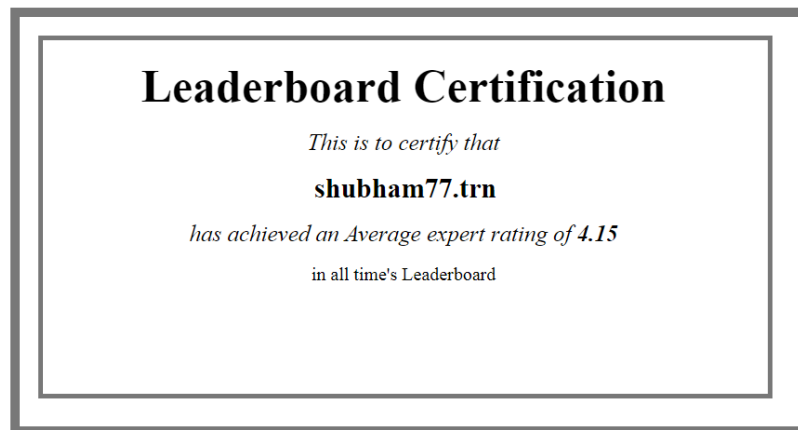 Leaderboard Certification
This is to certify that
shubham77.trn
has achieved an Average expert rating of 4.15
in all time's Leaderboard